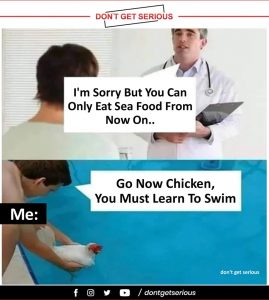 DON'T GET SERIOUS
I'm Sorry But You Can
Only Eat Sea Food From
Now On..
Go Now Chicken,
You Must Learn To Swim
Me:
don't get serious
/ dontgetserious